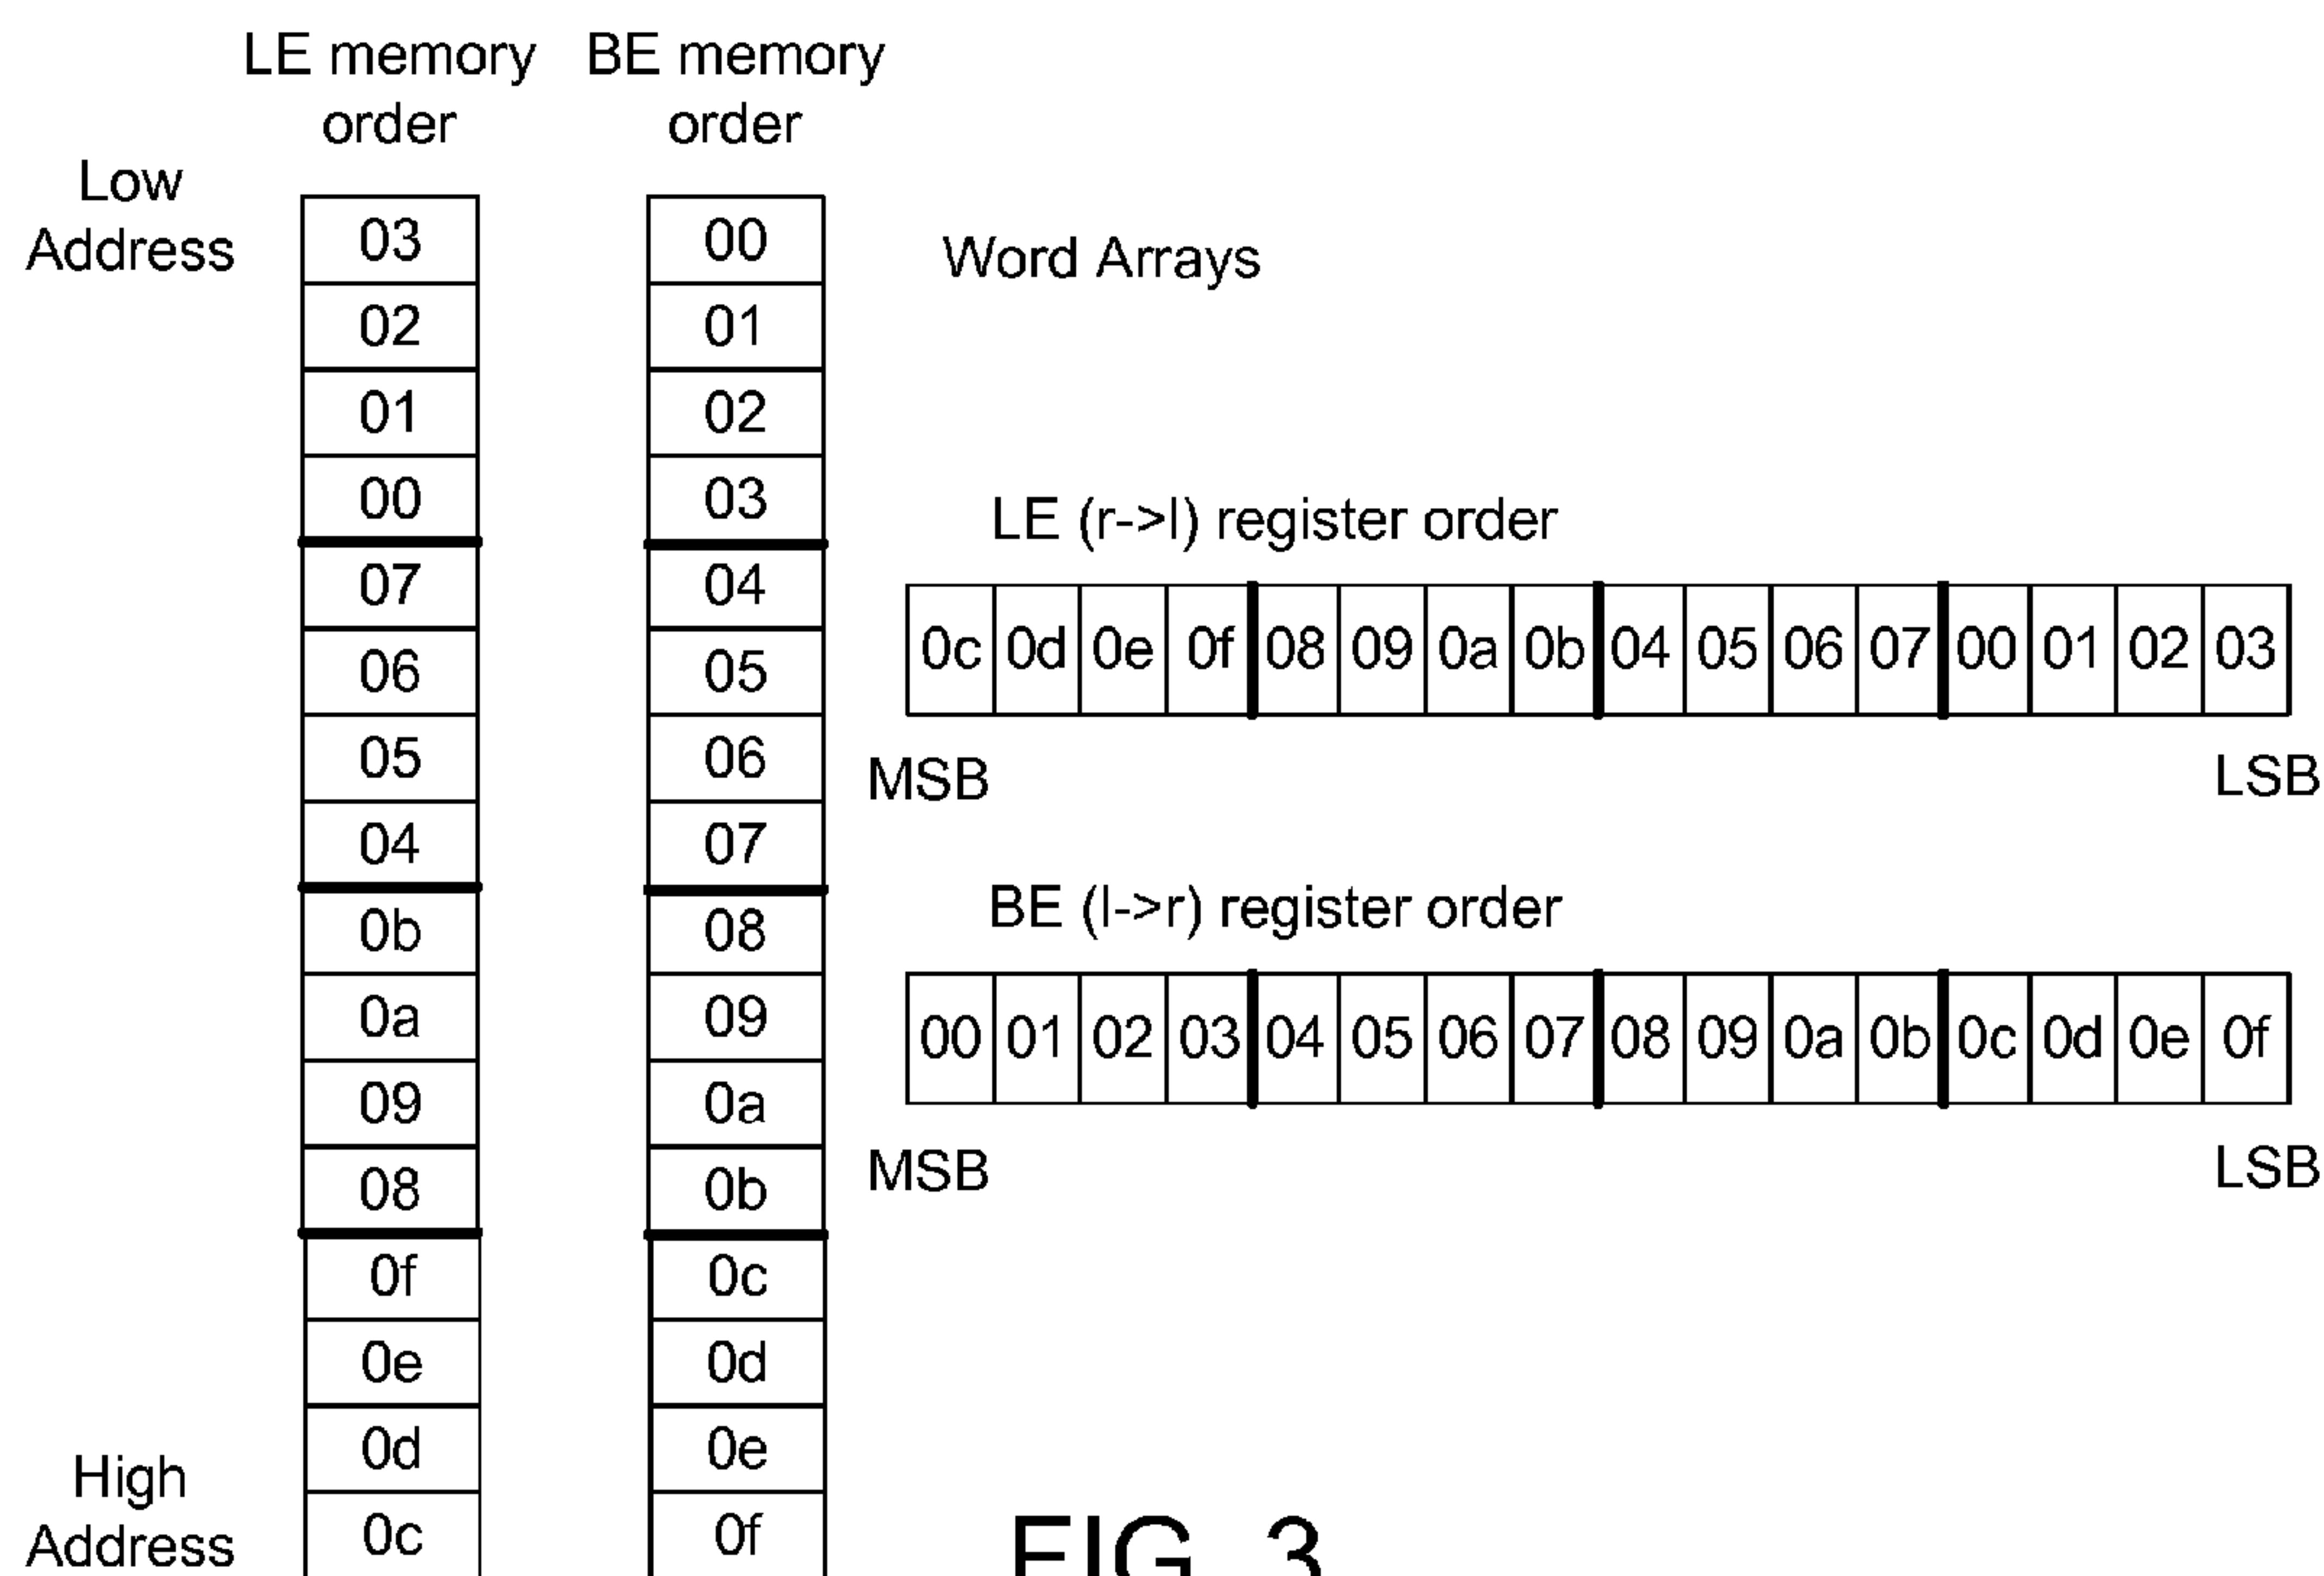 LE memory order
BE memory order
Low Address
03
02
01
00
07
06
05
04
0b
0a
09
08
0f
0e
0d
0c
High Address
00
01
02
03
04
05
06
07
08
09
0a
0b
0c
0d
0e
0f
Word Arrays
LE (r->l) register order
0c 0d 0e 0f 08 09 0a 0b 04 05 06 07 00 01 02 03
MSB LSB
BE (l->r) register order
00 01 02 03 04 05 06 07 08 09 0a 0b 0c 0d 0e 0f
MSB LSB
FIG. 3